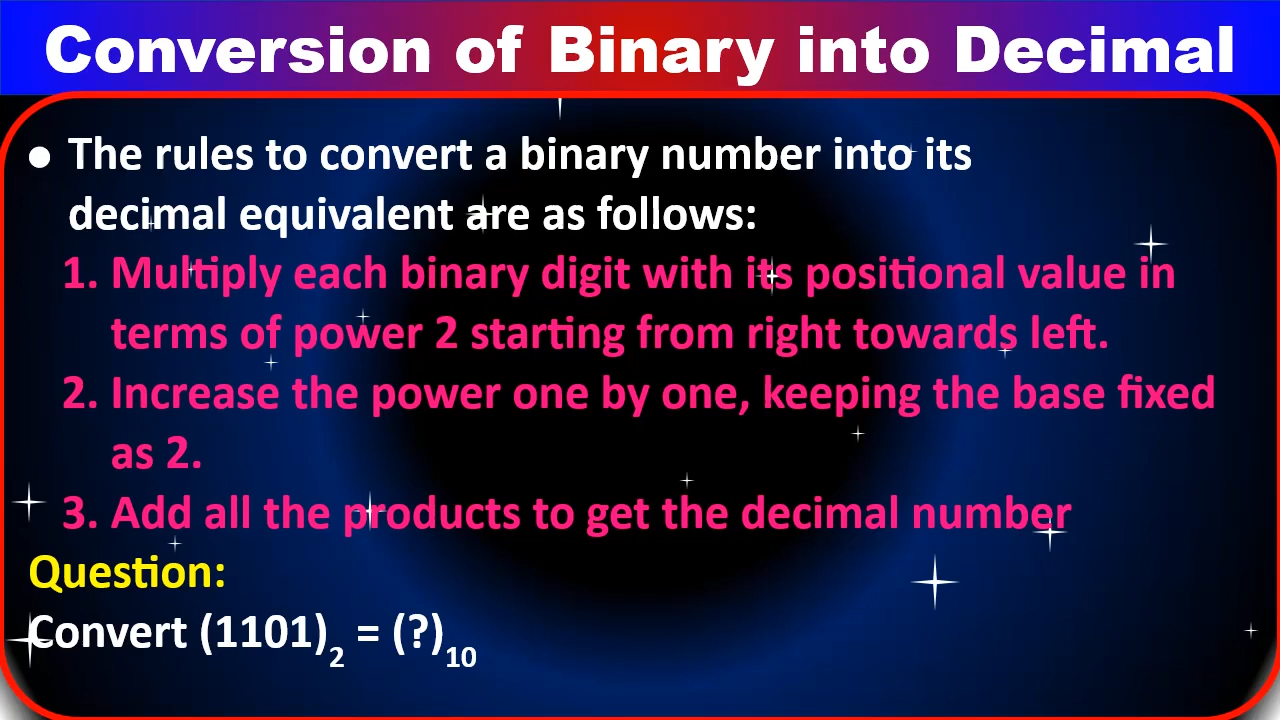 Conversion of Binary into Decimal
● The rules to convert a binary number into its
decimal equivalent are as follows:
1. Multiply each binary digit with its positional value in
terms of power 2 starting from right towards left.
2. Increase the power one by one, keeping the base fixed
as 2.
3. Add all the products to get the decimal number
Question:
Convert (1101)₂ = (?)₁₀